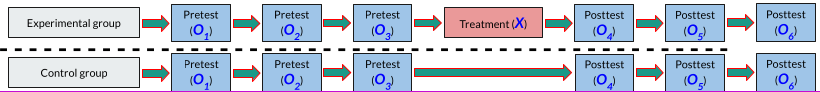 Experimental group
Pretest
(O1)
Pretest
(O2)
Pretest
(O3)
Treatment (X)
Posttest
(O4)
Posttest
(O5)
Posttest
(O6)
Control group
Pretest
(O1)
Pretest
(O2)
Pretest
(O3)
Posttest
(O4)
Posttest
(O5)
Posttest
(O6)